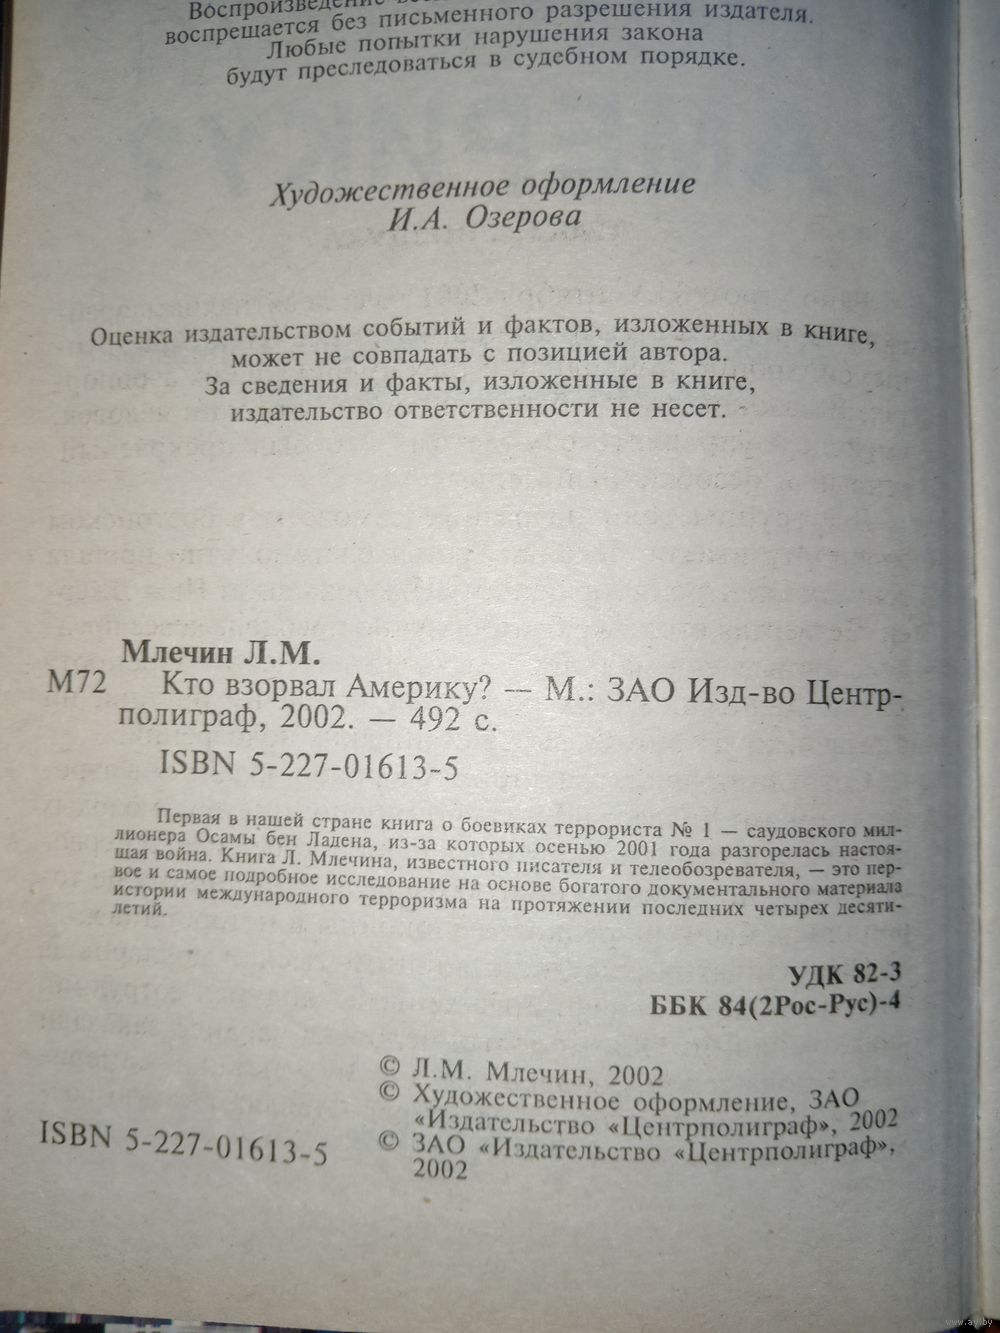 воспрещается без письменного разрешения издателя.
Любые попытки нарушения закона
будут преследоваться в судебном порядке.
Художественное оформление
И.А. Озерова
Оценка издательством событий и фактов, изложенных в книге,
может не совпадать с позицией автора.
За сведения и факты, изложенные в книге,
издательство ответственности не несет.
Млечин Л.М.
М72 Кто взорвал Америку? — М.: ЗАО Изд-во Центр-
полиграф, 2002. — 492 с.
ISBN 5-227-01613-5
Первая в нашей стране книга о боевиках террориста № 1 — саудовского мил-
лионера Осамы бен Ладена, из-за которых осенью 2001 года разгорелась настоя-
щая война. Книга Л. Млечина, известного писателя и телеобозревателя, — это пер-
вое и самое подробное исследование на основе богатого документального материала
истории международного терроризма на протяжении последних четырех десяти-
летий.
УДК 82-3
ББК 84(2Рос-Рус)-4
© Л.М. Млечин, 2002
© Художественное оформление, ЗАО
«Издательство «Центрполиграф», 2002
© ЗАО «Издательство «Центрполиграф»,
2002
ISBN 5-227-01613-5
www.ay.by